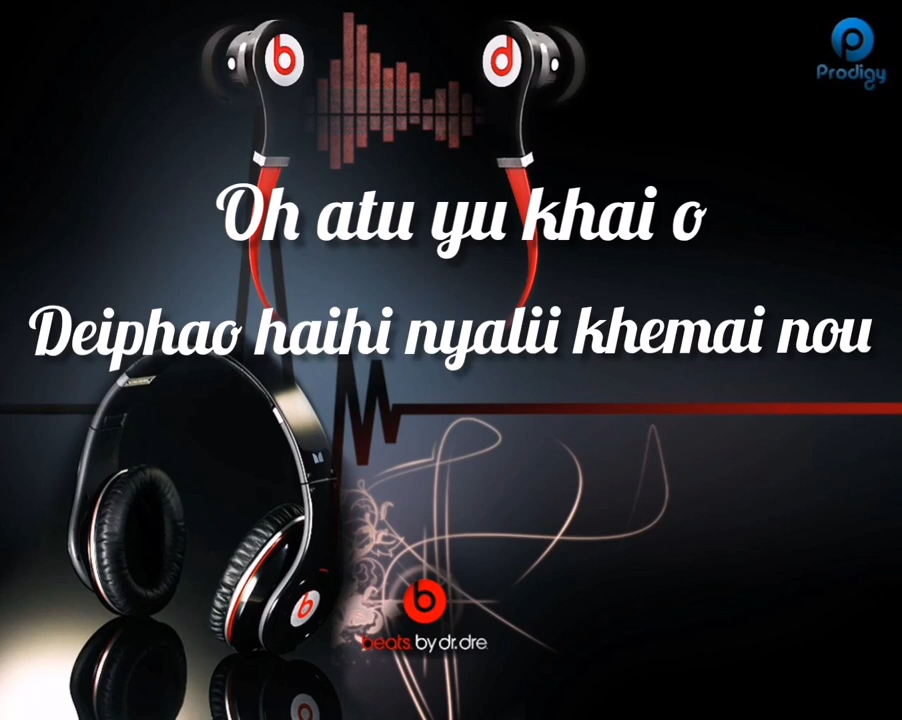 b
d
Prodigy
Oh atu yu khai o
Deiphao haihi nyalii khemai nou
b
b
beats by dr. dre